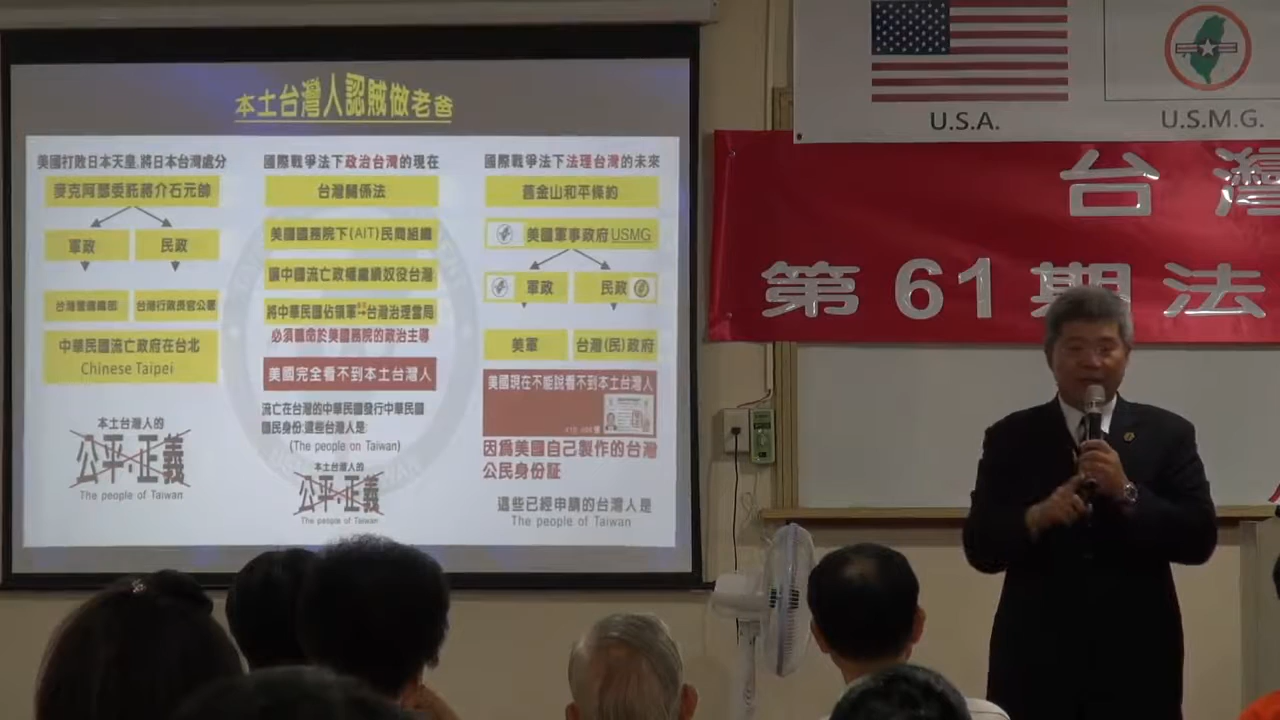 本土台灣人認賊做老爸
美國打敗日本天皇,將日本台灣處分
麥克阿瑟委託蔣介石元帥
軍政
民政
台灣警備總部
台灣行政長官公署
中華民國流亡政府在台北
Chinese Taipei
本土台灣人的
公平.正義
The people of Taiwan
國際戰爭法下政治台灣的現在
台灣關係法
美國國務院下(AIT)民間組織
讓中國流亡政權繼續奴役台灣
將中華民國佔領軍 台灣治理當局
必須聽命於美國務院的政治主導
美國完全看不到本土台灣人
流亡在台灣的中華民國發行中華民國
國民身份:這些台灣人是:
(The people on Taiwan)
本土台灣人的
公平.正義
The people of Taiwan
國際戰爭法下法理台灣的未來
舊金山和平條約
美國軍事政府USMG
軍政
民政
美軍
台灣(民)政府
美國現在不能說看不到本土台灣人
因為美國自己製作的台灣
公民身份証
這些已經申請的台灣人是
The people of Taiwan
U.S.A.
U.S.M.G.
台灣
第61期法